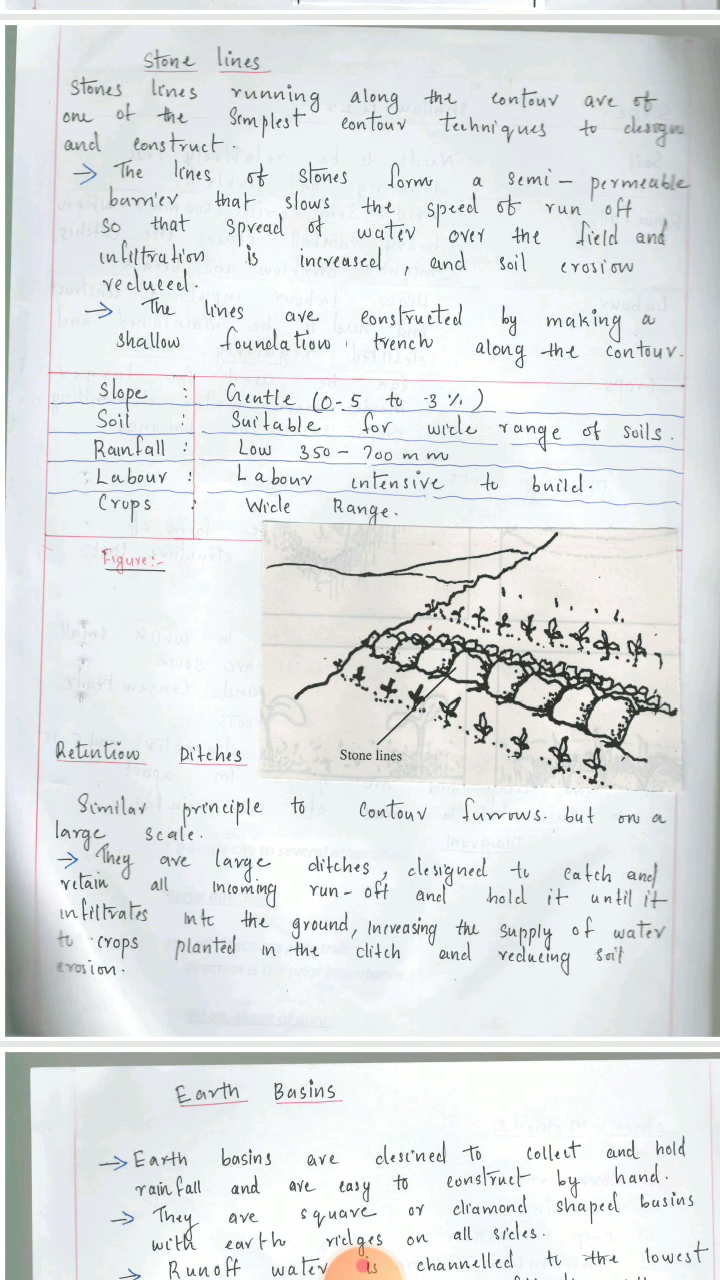 Stone lines
Stones lines running along the contour are of
one of the Simplest contour techniques to design
and construct.
→ The lines of stones form a semi - permeable
barrier that slows the speed of run off
so that spread of water over the field and
infiltration is increased, and soil erosion
reduced.
→ The lines are constructed by making a
shallow foundation trench along the contour.
Slope : Gentle (0-5 to -3 %)
Soil : Suitable for wide range of soils.
Rainfall : Low 350 - 700 mm
Labour : Labour intensive to build.
Crops : Wide Range.
Figure:-
Stone lines
Retention Ditches
Similar principle to contour furrows. but on a
large scale.
→ They are large ditches, designed to catch and
retain all incoming run-off and hold it until it
infiltrates into the ground, increasing the supply of water
to crops planted in the ditch and reducing soil
erosion.
Earth Basins
→ Earth basins are desined to collect and hold
rainfall and are easy to construct by hand.
→ They are square or diamond shaped basins
with earth ridges on all sides.
→ Runoff water is channelled to the lowest